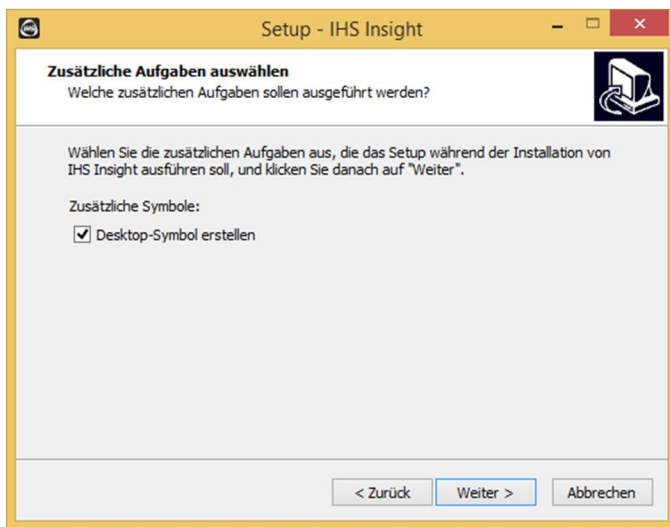 Setup - IHS Insight
Zusätzliche Aufgaben auswählen
Welche zusätzlichen Aufgaben sollen ausgeführt werden?
Wählen Sie die zusätzlichen Aufgaben aus, die das Setup während der Installation von
IHS Insight ausführen soll, und klicken Sie danach auf "Weiter".
Zusätzliche Symbole:
Desktop-Symbol erstellen
< Zurück
Weiter >
Abbrechen